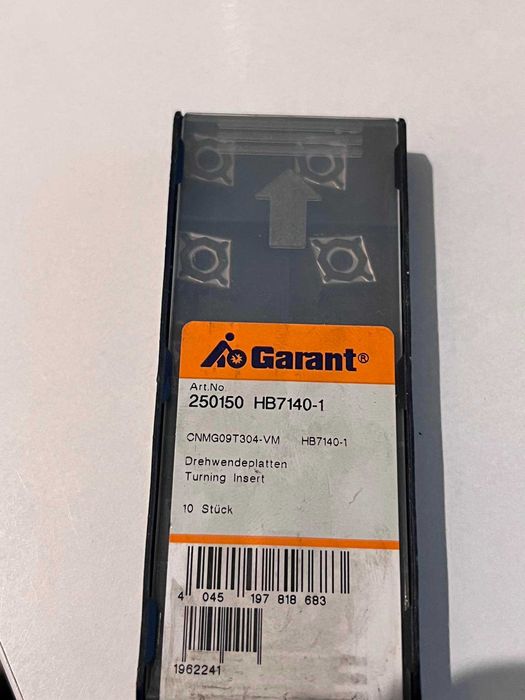 Garant®
Art.No.
250150 HB7140-1
CNMG09T304-VM HB7140-1
Drehwendeplatten
Turning Insert
10 Stück
4 045 197 818 683
1962241